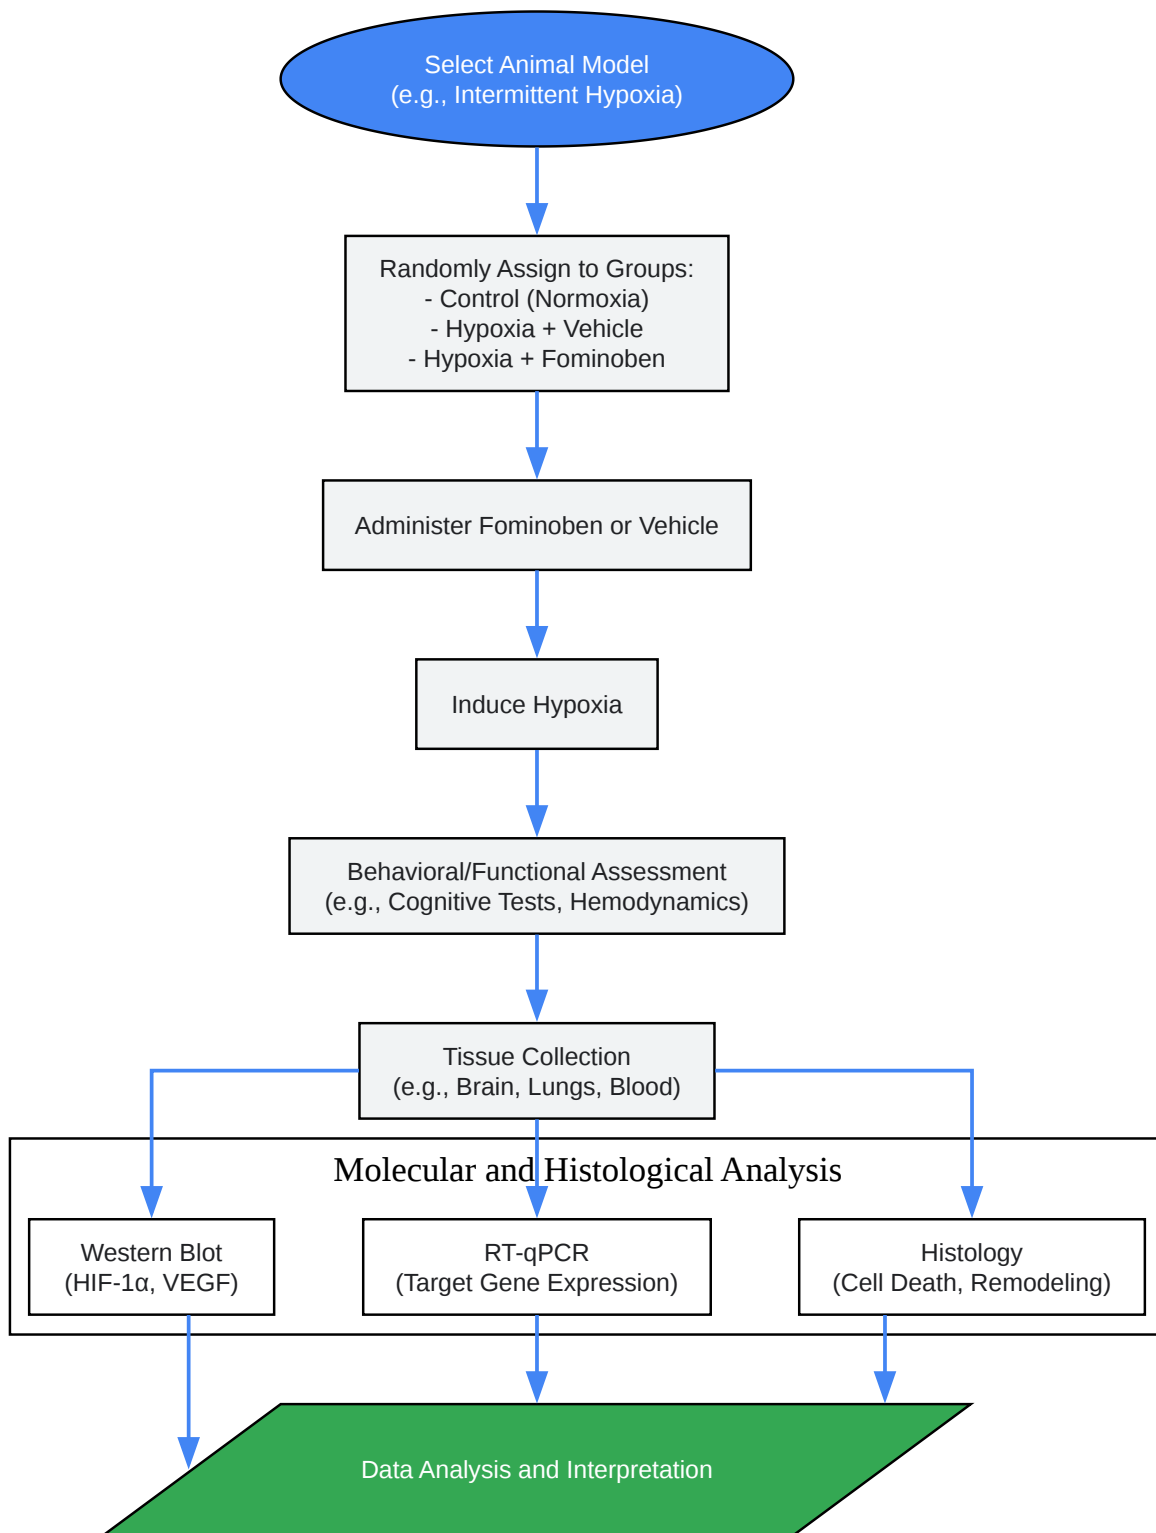 Select Animal Model
(e.g., Intermittent Hypoxia)
Randomly Assign to Groups:
- Control (Normoxia)
- Hypoxia + Vehicle
- Hypoxia + Fominoben
Administer Fominoben or Vehicle
Induce Hypoxia
Behavioral/Functional Assessment
(e.g., Cognitive Tests, Hemodynamics)
Tissue Collection
(e.g., Brain, Lungs, Blood)
Molecular and Histological Analysis
Western Blot
(HIF-1α, VEGF)
RT-qPCR
(Target Gene Expression)
Histology
(Cell Death, Remodeling)
Data Analysis and Interpretation